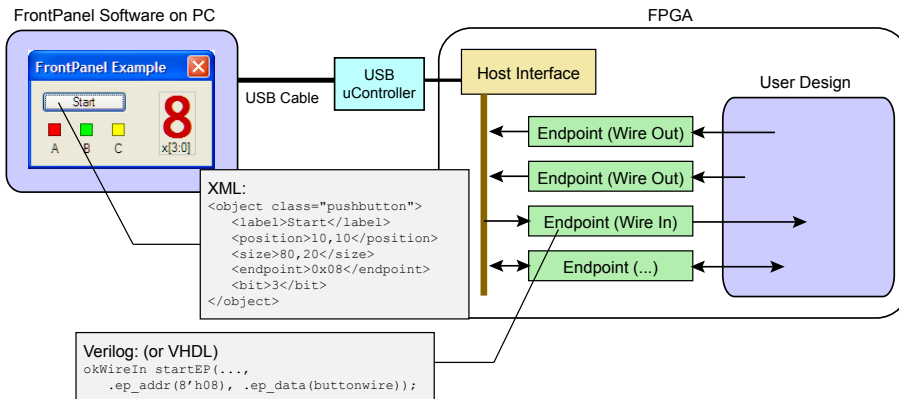 FrontPanel Software on PC
FPGA
FrontPanel Example
Start
A B C
8
x[3:0]
USB Cable
USB
uController
Host Interface
User Design
Endpoint (Wire Out)
Endpoint (Wire Out)
Endpoint (Wire In)
Endpoint (...)
XML:
<object class="pushbutton">
<label>Start</label>
<position>10,10</position>
<size>80,20</size>
<endpoint>0x08</endpoint>
<bit>3</bit>
</object>
Verilog: (or VHDL)
okWireIn startEP(...,
.ep_addr(8’h08), .ep_data(buttonwire));